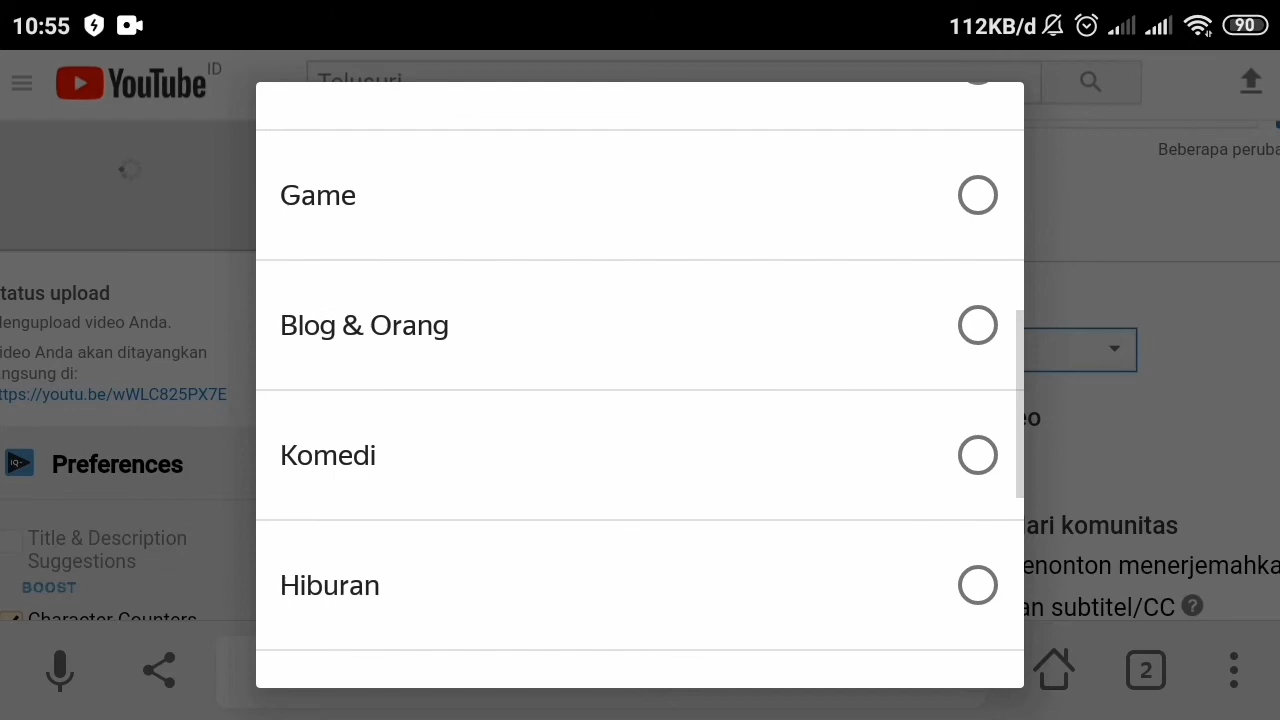 10:55
112KB/d
90
YouTube
ID
Telusuri
Beberapa peruba
Game
Blog & Orang
Komedi
Hiburan
tatus upload
engupload video Anda.
ideo Anda akan ditayangkan
ngsung di:
ttps://youtu.be/wWLC825PX7E
IQ
Preferences
Title & Description
Suggestions
BOOST
Character Counters
eo
ari komunitas
enonton menerjemahka
an subtitel/CC
?
2